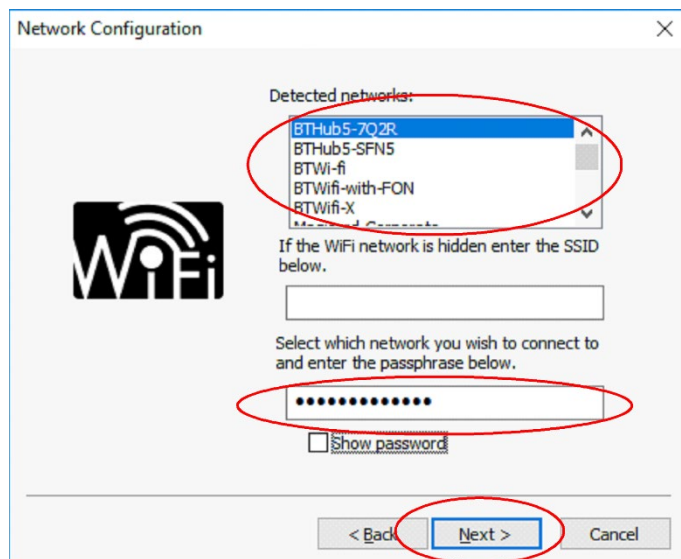 Network Configuration
Detected networks:
BTHub5-7Q2R
BTHub5-SFN5
BTWi-fi
BTWifi-with-FON
BTWifi-X
If the WiFi network is hidden enter the SSID
below.
WiFi
Select which network you wish to connect to
and enter the passphrase below.
•••••••••••••
Show password
< Back
Next >
Cancel